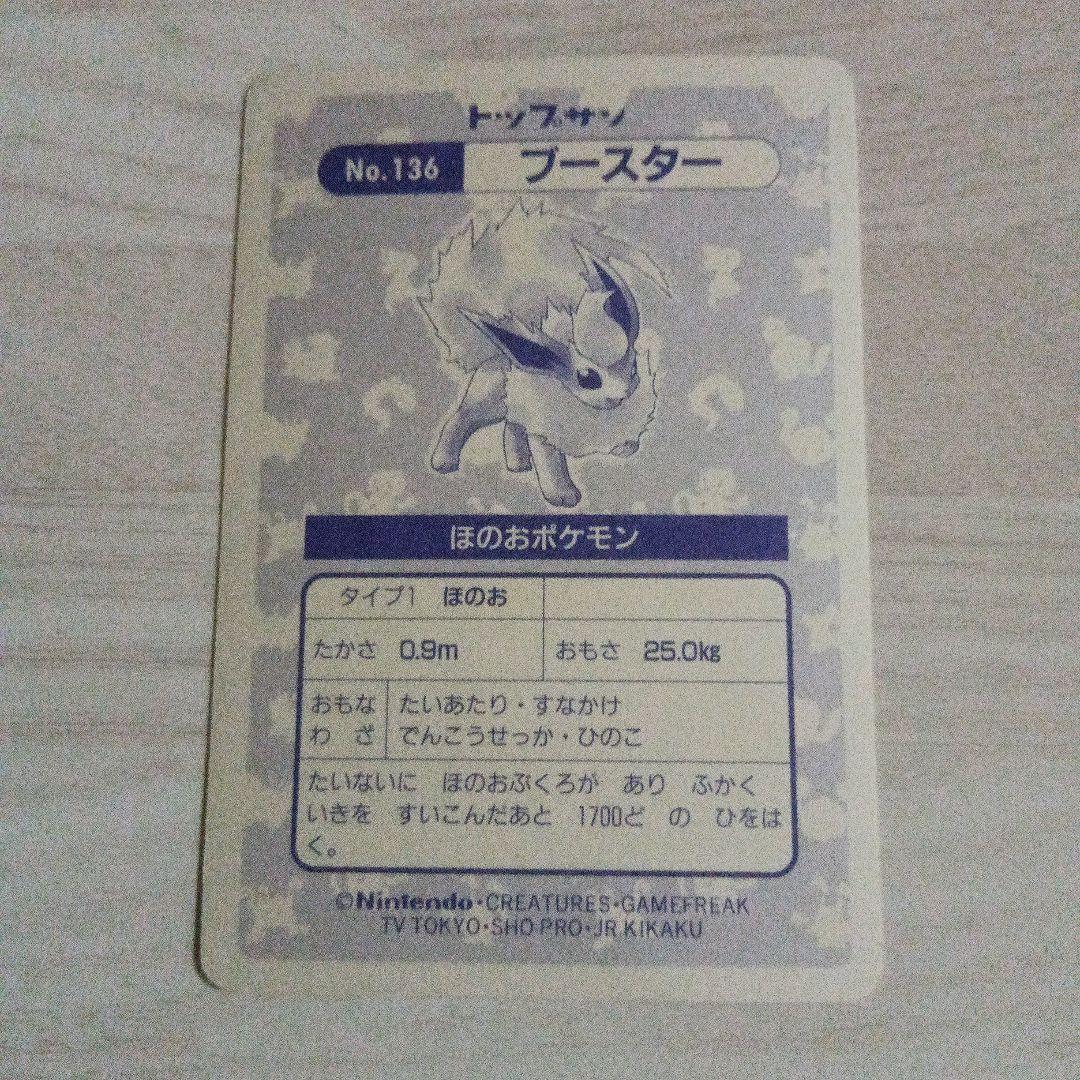 トップサン
No.136 ブースター
ほのおポケモン
タイプ1 ほのお
たかさ 0.9m おもさ 25.0kg
おもな たいあたり・すなかけ
わざ でんこうせっか・ひのこ
たいないに ほのおぶくろが あり ふかく
いきを すいこんだあと 1700ど の ひをは
く。
©Nintendo・CREATURES・GAMEFREAK
TV TOKYO・SHO PRO・JR KIKAKU